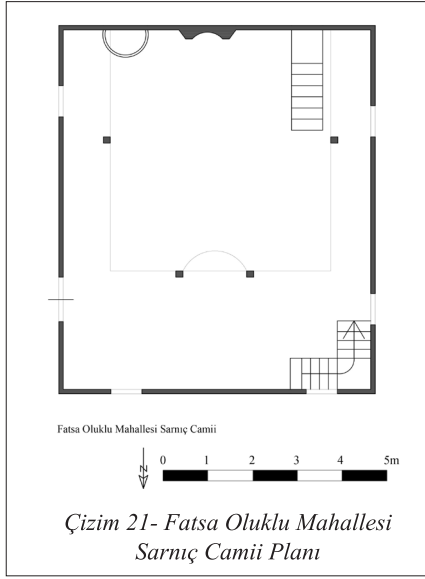 Fatsa Oluklu Mahallesi Sarnıç Camii
N
0 1 2 3 4 5m
Çizim 21- Fatsa Oluklu Mahallesi
Sarnıç Camii Planı